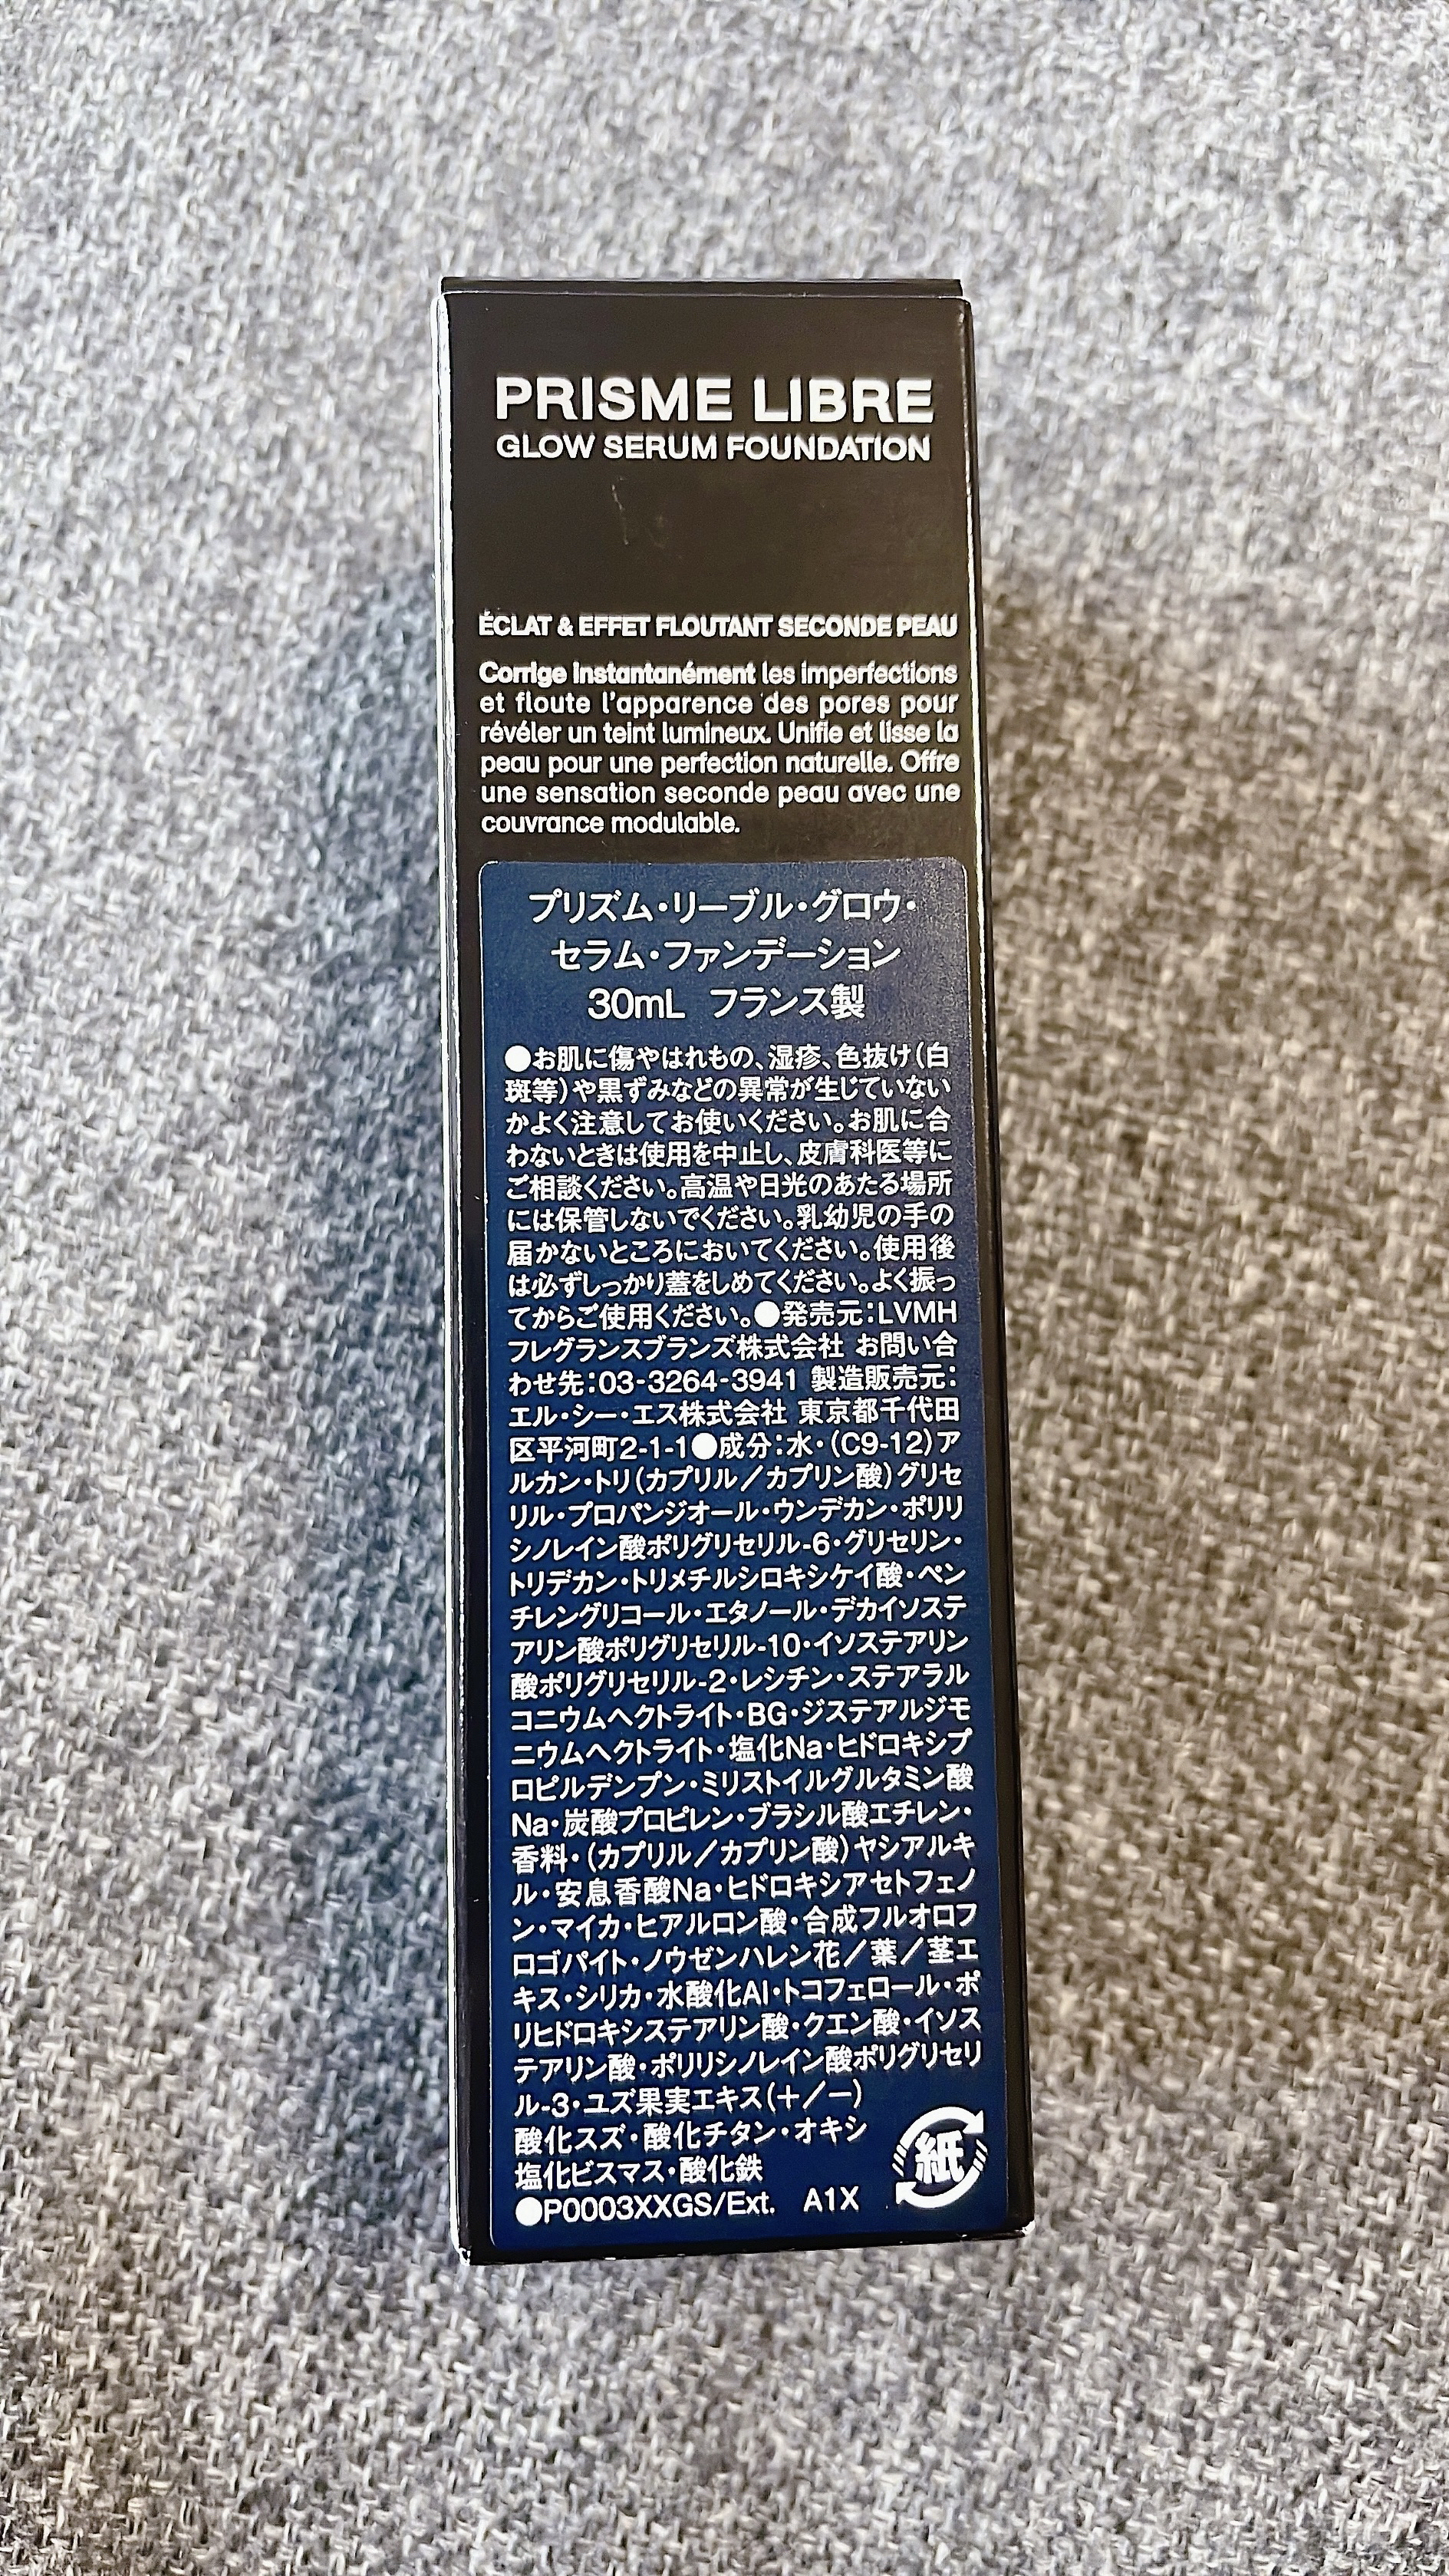 PRISME LIBRE
GLOW SERUM FOUNDATION
ÉCLAT & EFFET FLOUTANT SECONDE PEAU
Corrige instantanément les imperfections
et floute l'apparence des pores pour
révéler un teint lumineux. Unifie et lisse la
peau pour une perfection naturelle. Offre
une sensation seconde peau avec une
couvrance modulable.
プリズム・リーブル・グロウ・
セラム・ファンデーション
30mL フランス製
●お肌に傷やはれもの、湿疹、色抜け(白
斑等)や黒ずみなどの異常が生じていない
かよく注意してお使いください。お肌に合
わないときは使用を中止し、皮膚科医等に
ご相談ください。高温や日光のあたる場所
には保管しないでください。乳幼児の手の
届かないところにおいてください。使用後
は必ずしっかり蓋をしめてください。よく振っ
てからご使用ください。●発売元:LVMH
フレグランスブランズ株式会社 お問い合
わせ先:03-3264-3941 製造販売元:
エル・シー・エス株式会社 東京都千代田
区平河町2-1-1●成分:水・(C9-12)ア
ルカン・トリ(カプリル/カプリン酸)グリセ
リル・プロパンジオール・ウンデカン・ポリリ
シノレイン酸ポリグリセリル-6・グリセリン・
トリデカン・トリメチルシロキシケイ酸・ペン
チレングリコール・エタノール・デカイソステ
アリン酸ポリグリセリル-10・イソステアリン
酸ポリグリセリル-2・レシチン・ステアラル
コニウムヘクトライト・BG・ジステアルジモ
ニウムヘクトライト・塩化Na・ヒドロキシプ
ロピルデンプン・ミリストイルグルタミン酸
Na・炭酸プロピレン・ブラシル酸エチレン・
香料・(カプリル/カプリン酸)ヤシアルキ
ル・安息香酸Na・ヒドロキシアセトフェノ
ン・マイカ・ヒアルロン酸・合成フルオロフ
ロゴパイト・ノウゼンハレン花/葉/茎エ
キス・シリカ・水酸化Al・トコフェロール・ポ
リヒドロキシステアリン酸・クエン酸・イソス
テアリン酸・ポリリシノレイン酸ポリグリセリ
ル-3・ユズ果実エキス(+/-)
酸化スズ・酸化チタン・オキシ
塩化ビスマス・酸化鉄
●P0003XXGS/Ext. A1X
紙